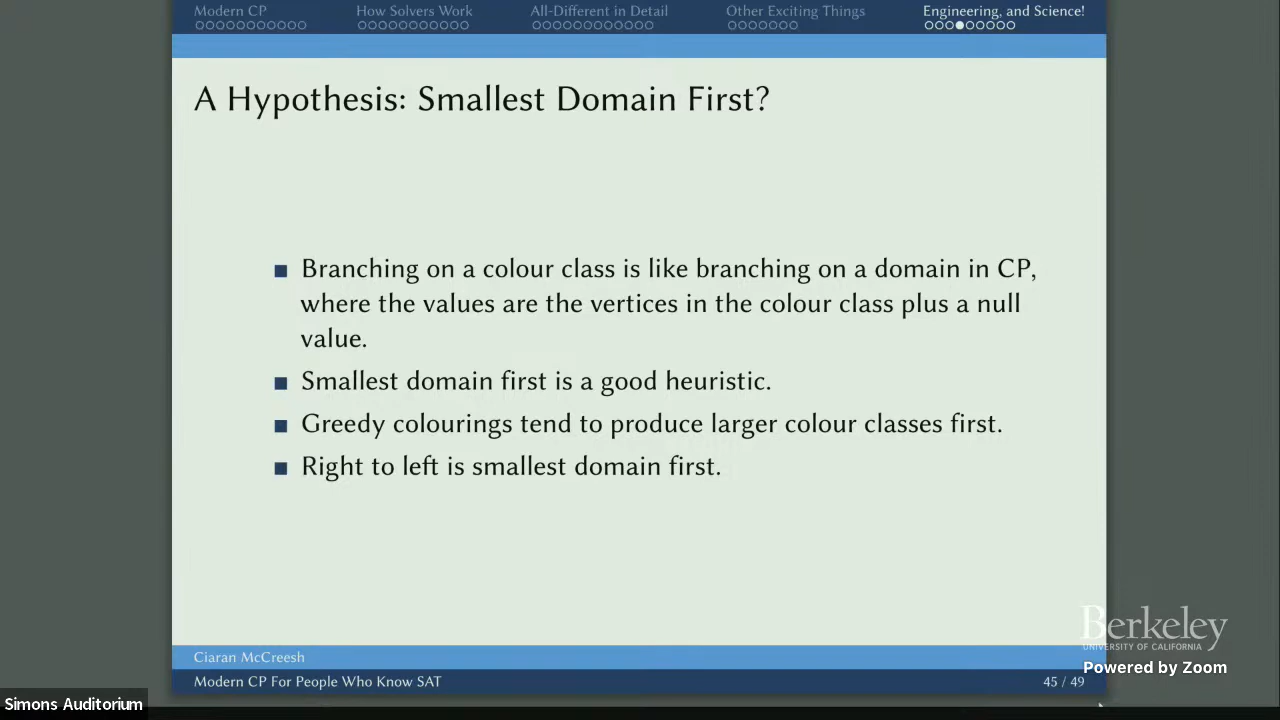 Modern CP
How Solvers Work
All-Different in Detail
Other Exciting Things
Engineering, and Science!
A Hypothesis: Smallest Domain First?
Branching on a colour class is like branching on a domain in CP,
where the values are the vertices in the colour class plus a null
value.
Smallest domain first is a good heuristic.
Greedy colourings tend to produce larger colour classes first.
Right to left is smallest domain first.
Berkeley
UNIVERSITY OF CALIFORNIA
Powered by Zoom
Ciaran McCreesh
Modern CP For People Who Know SAT
45 / 49
Simons Auditorium